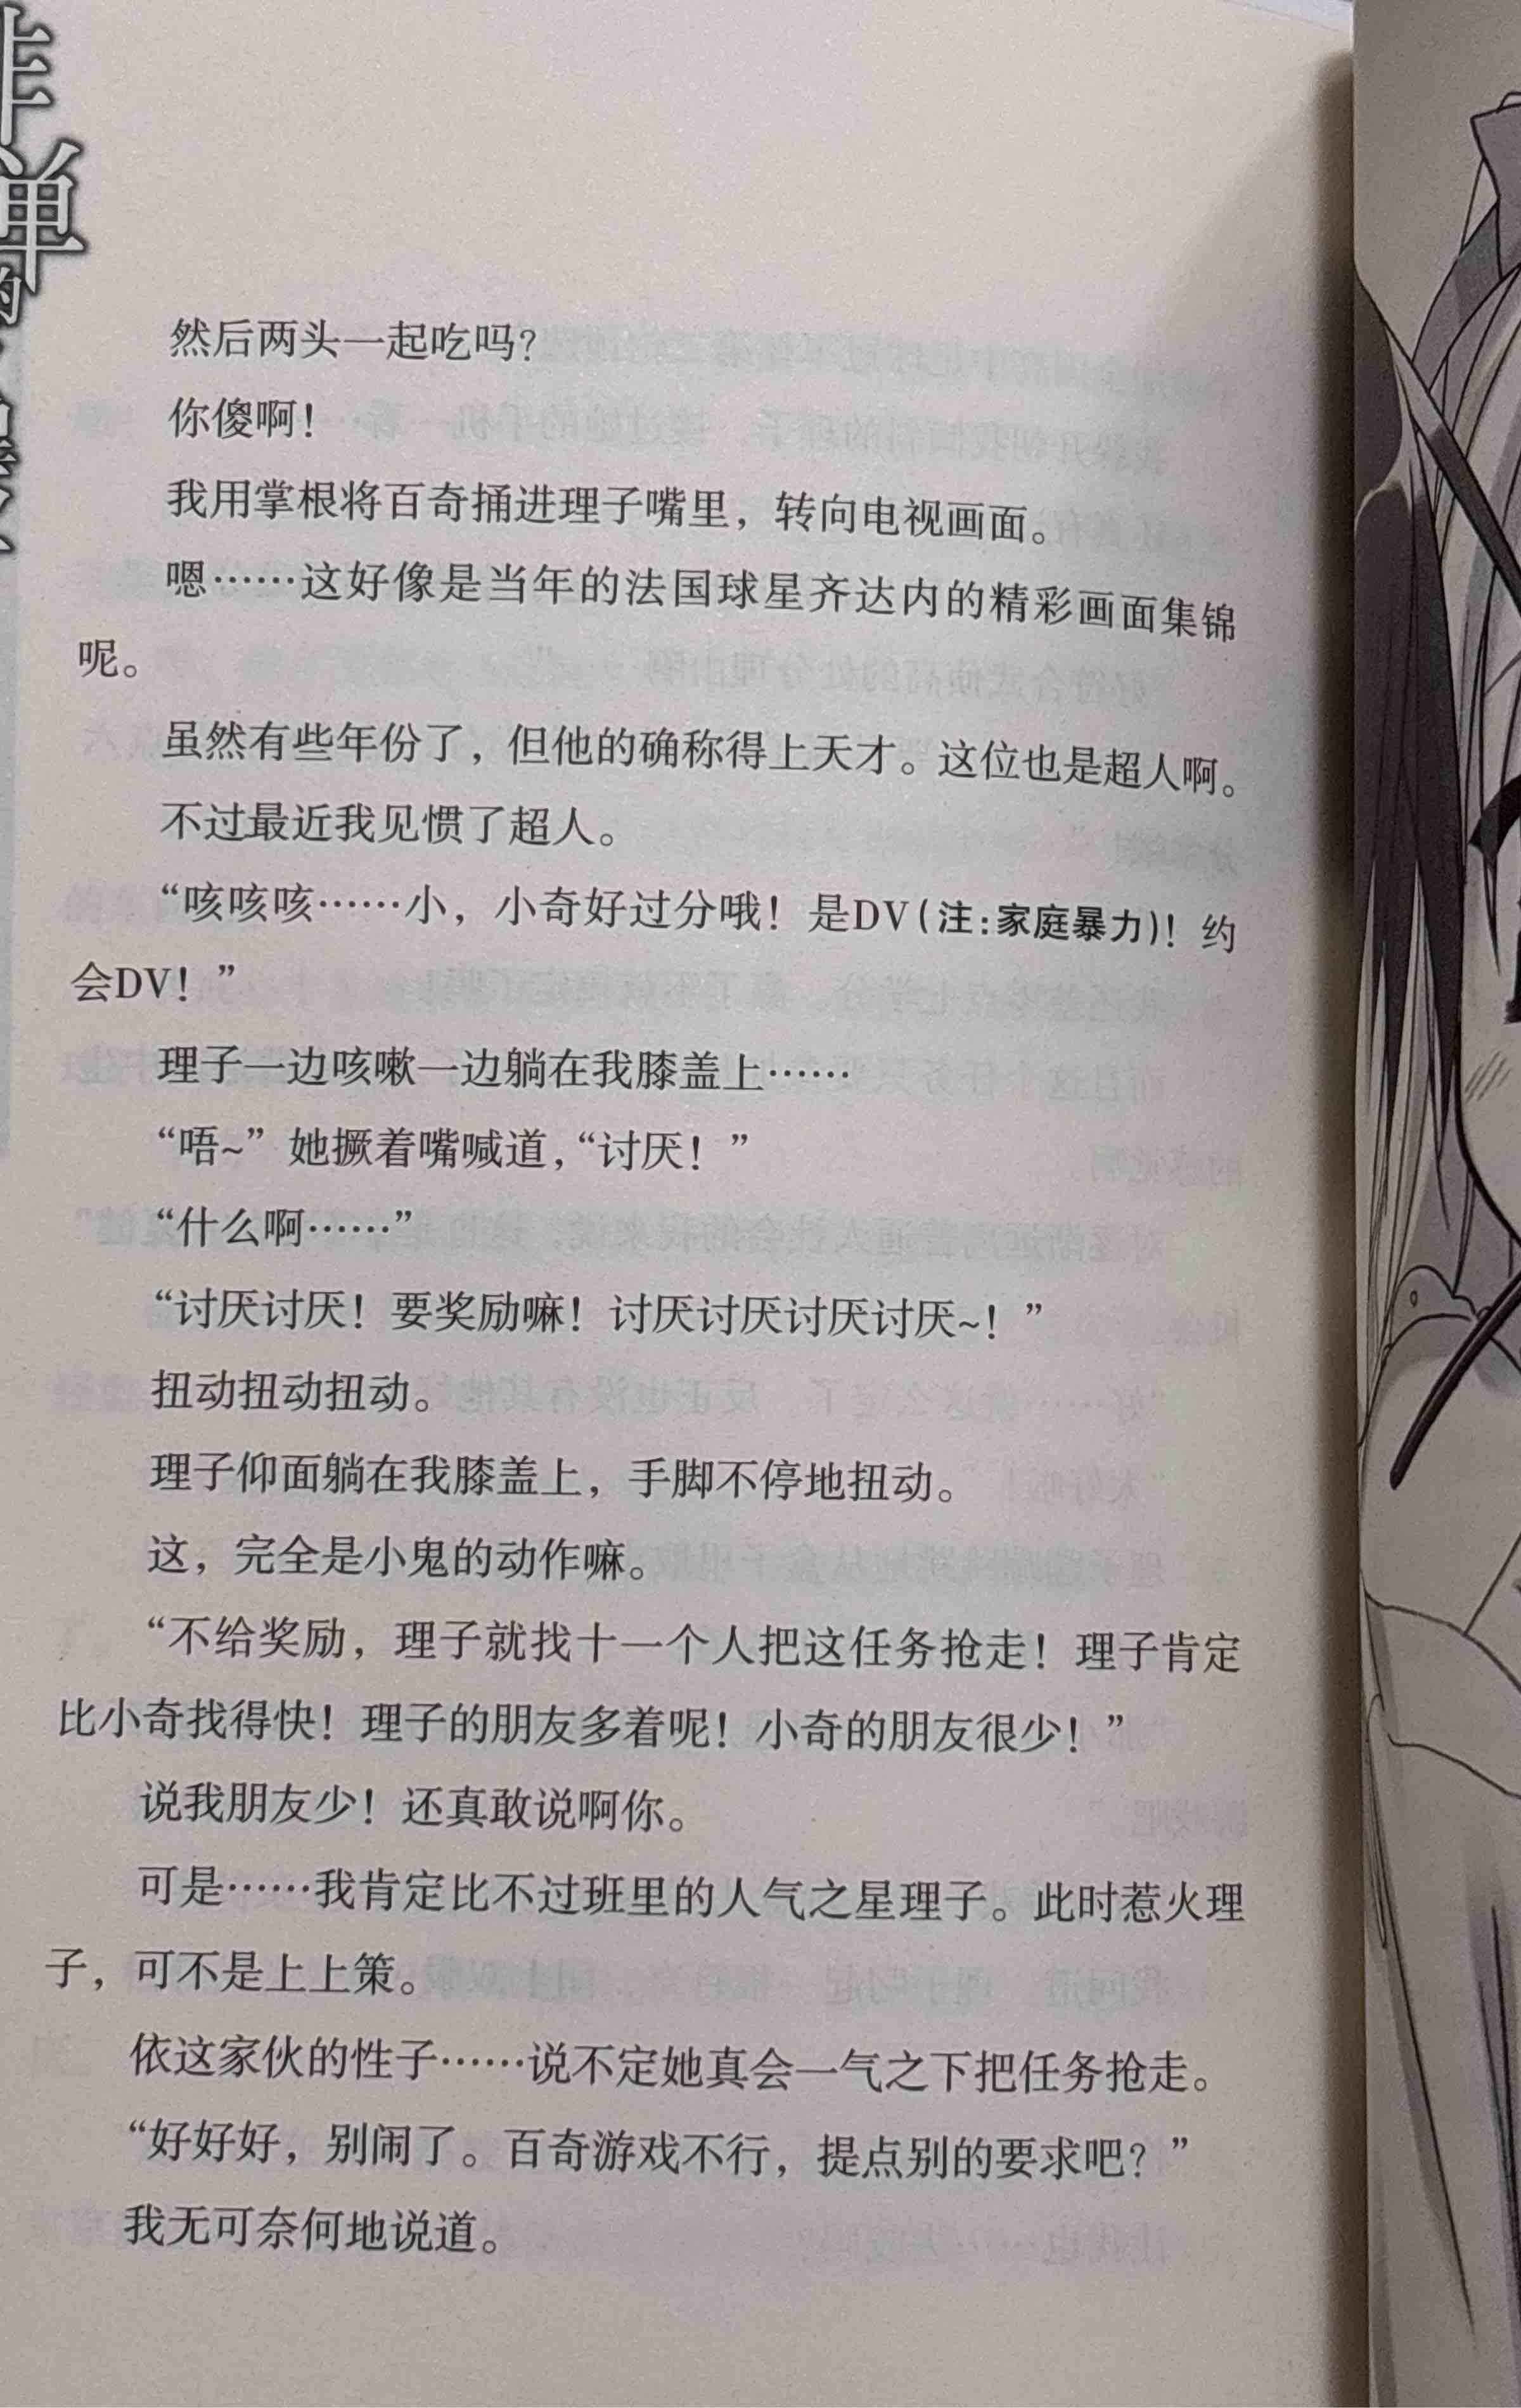 然后两头一起吃吗？
你傻啊！
我用掌根将百奇捅进理子嘴里，转向电视画面。
嗯……这好像是当年的法国球星齐达内的精彩画面集锦
呢。
虽然有些年份了，但他的确称得上天才。这位也是超人啊。
不过最近我见惯了超人。
“咳咳咳……小，小奇好过分哦！是DV(注：家庭暴力)！约
会DV！”
理子一边咳嗽一边躺在我膝盖上……
“唔~”她撅着嘴喊道，“讨厌！”
“什么啊……”
“讨厌讨厌！要奖励嘛！讨厌讨厌讨厌讨厌~！”
扭动扭动扭动。
理子仰面躺在我膝盖上，手脚不停地扭动。
这，完全是小鬼的动作嘛。
“不给奖励，理子就找十一个人把这任务抢走！理子肯定
比小奇找得快！理子的朋友多着呢！小奇的朋友很少！”
说我朋友少！还真敢说啊你。
可是……我肯定比不过班里的人气之星理子。此时惹火理
子，可不是上上策。
依这家伙的性子……说不定她真会一气之下把任务抢走。
“好好好，别闹了。百奇游戏不行，提点别的要求吧？”
我无可奈何地说道。